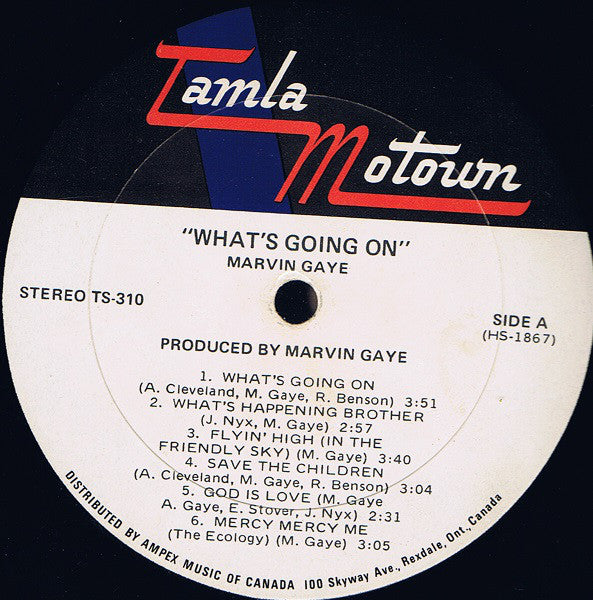 Tamla
Motown
"WHAT'S GOING ON"
MARVIN GAYE
STEREO TS-310
SIDE A
(HS-1867)
PRODUCED BY MARVIN GAYE
1. WHAT'S GOING ON
(A. Cleveland, M. Gaye, R. Benson) 3:51
2. WHAT'S HAPPENING BROTHER
(J. Nyx, M. Gaye) 2:57
3. FLYIN' HIGH (IN THE
FRIENDLY SKY) (M. Gaye) 3:40
4. SAVE THE CHILDREN
(A. Cleveland, M. Gaye, R. Benson) 3:04
5. GOD IS LOVE (M. Gaye
A. Gaye, E. Stover, J. Nyx) 2:31
6. MERCY MERCY ME
(The Ecology) (M. Gaye) 3:05
DISTRIBUTED BY AMPEX MUSIC OF CANADA 100 Skyway Ave., Rexdale, Ont., Canada